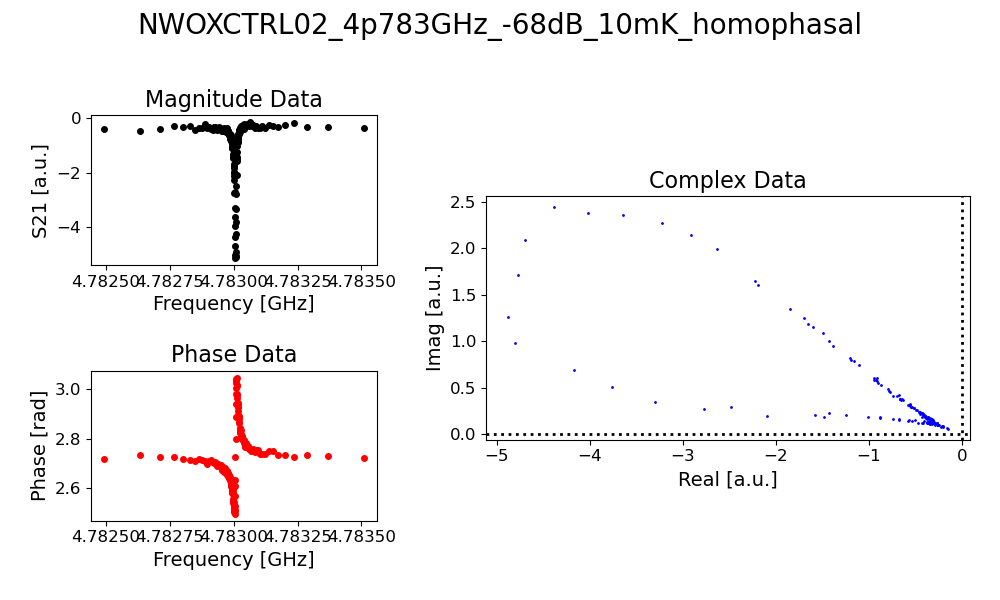 NWOXCTRL02_4p783GHz_-68dB_10mK_homophasal
Magnitude Data
0
−2
−4
S21 [a.u.]
4.78250 4.78275 4.78300 4.78325 4.78350
Frequency [GHz]
Phase Data
3.0
2.8
2.6
Phase [rad]
4.78250 4.78275 4.78300 4.78325 4.78350
Frequency [GHz]
Complex Data
2.5
2.0
1.5
1.0
0.5
0.0
Imag [a.u.]
−5 −4 −3 −2 −1 0
Real [a.u.]